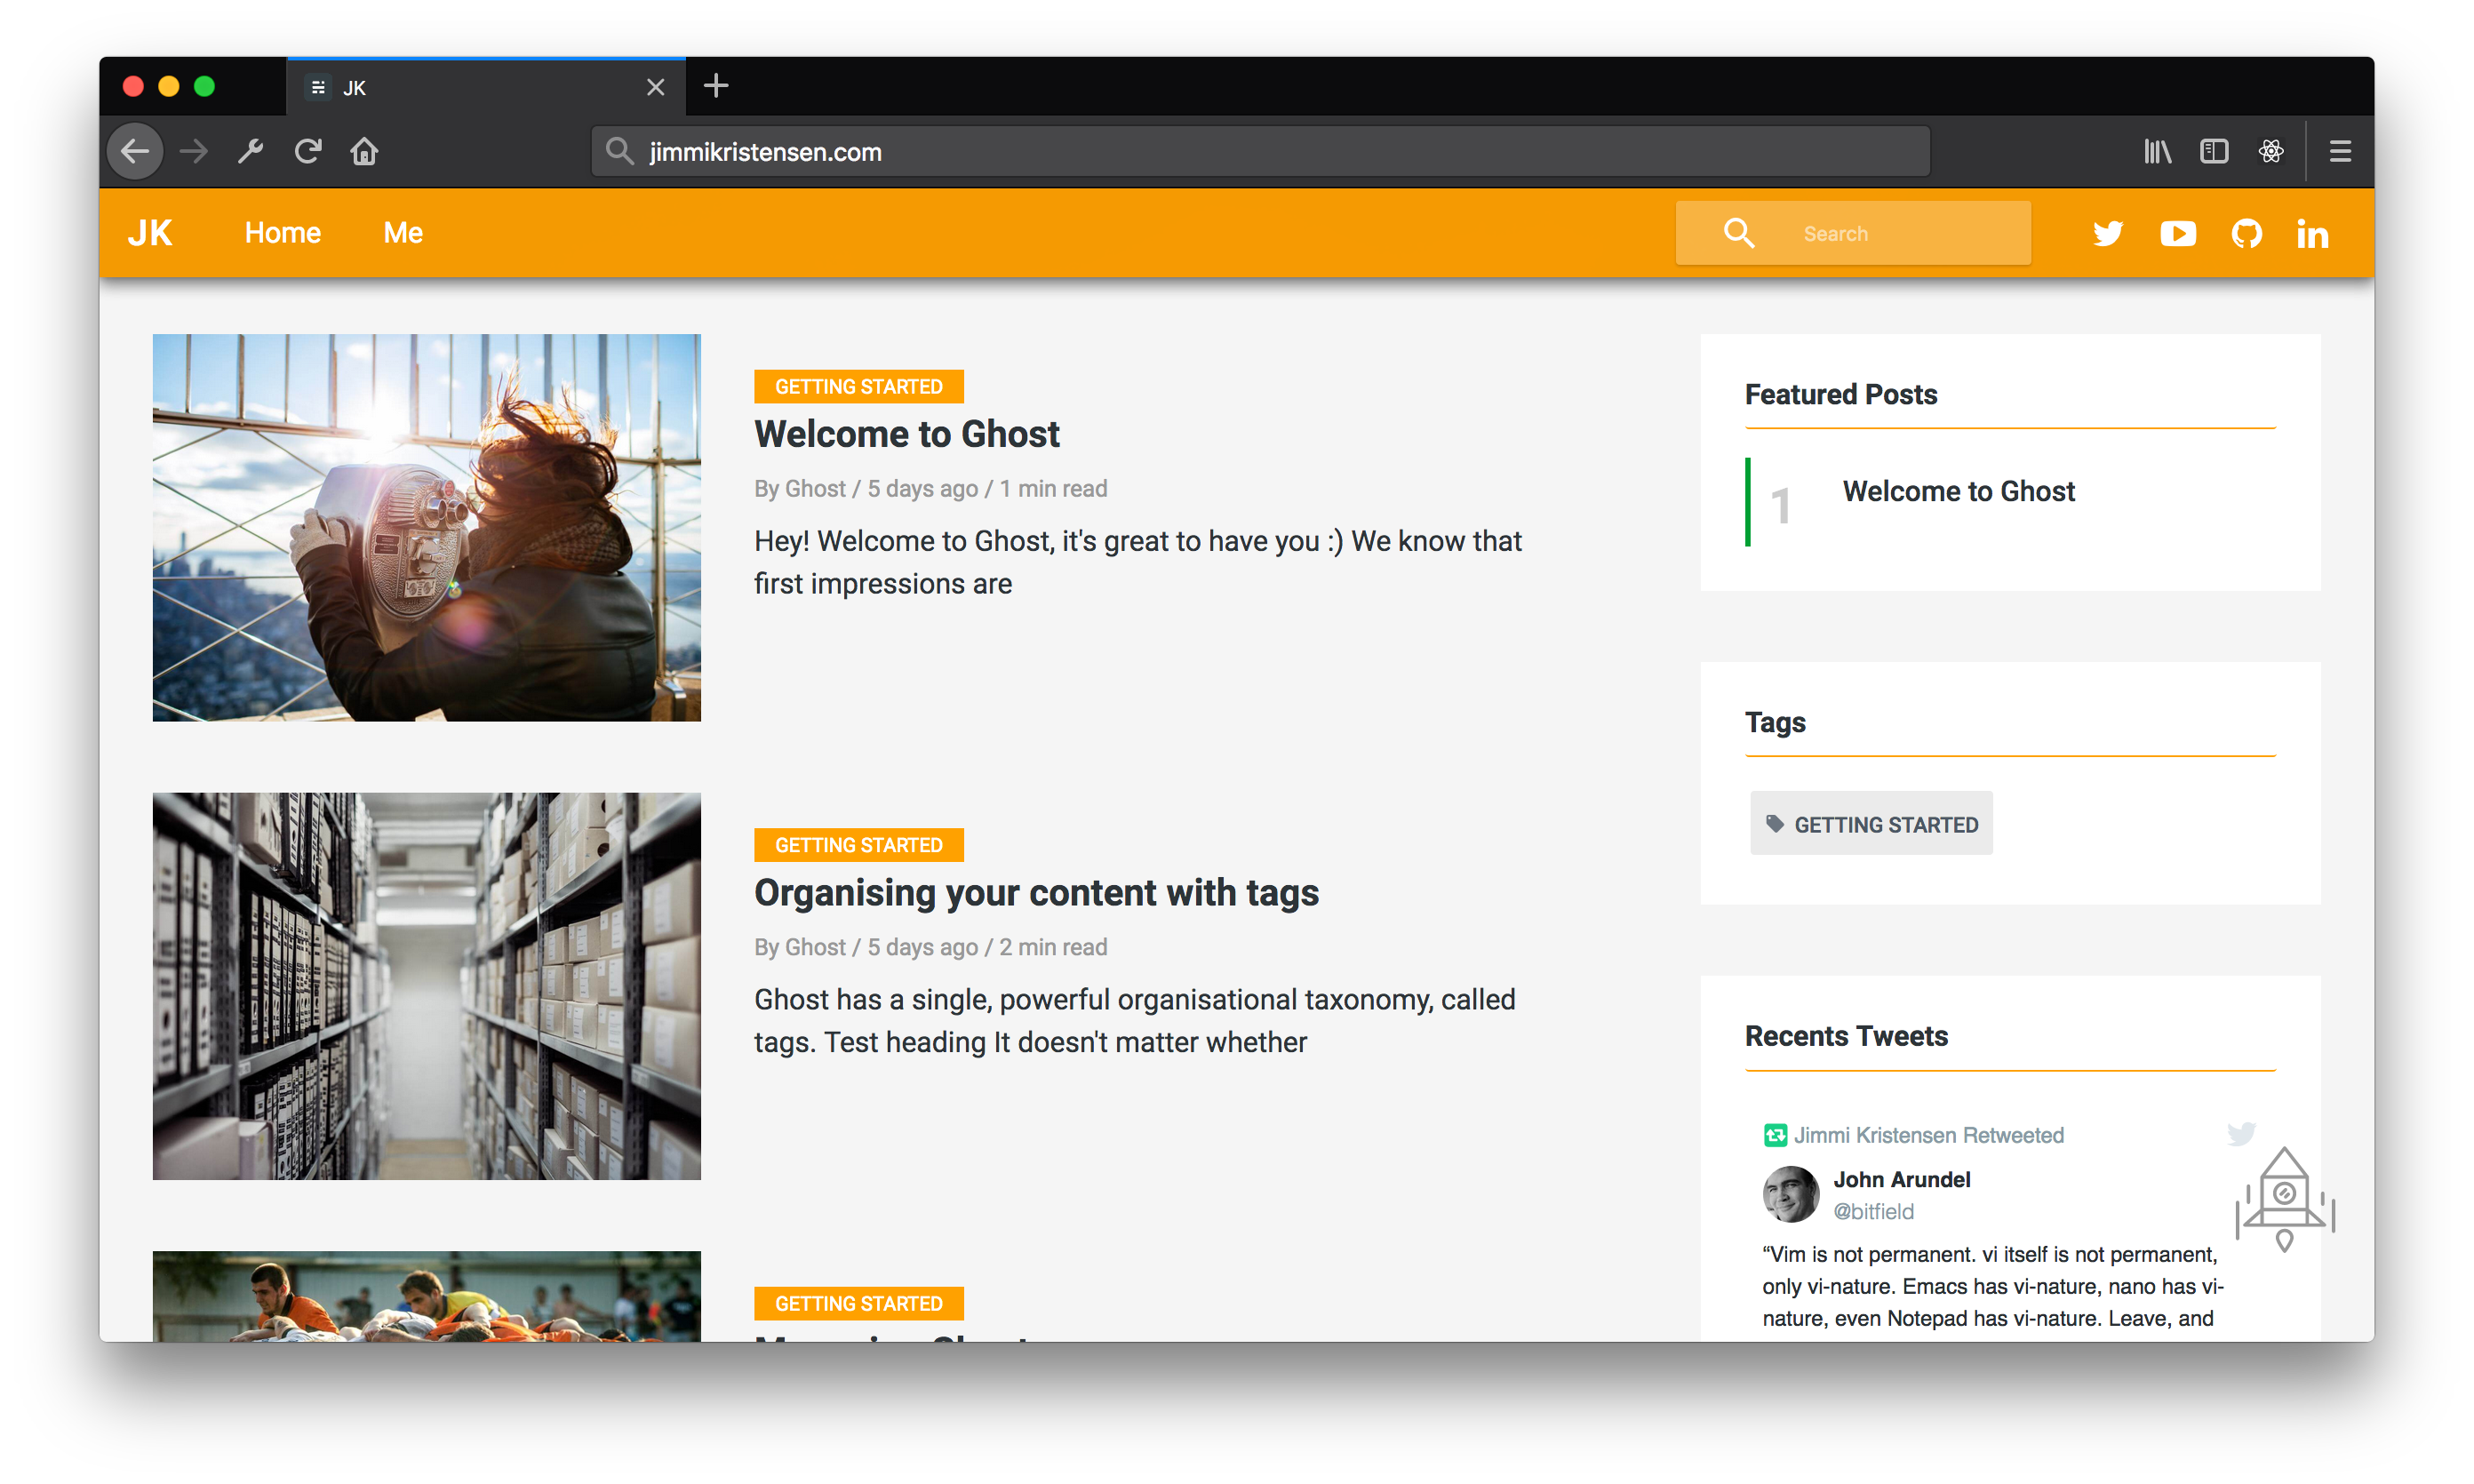 JK
jimmikristensen.com
JK Home Me Search
GETTING STARTED
Welcome to Ghost
By Ghost / 5 days ago / 1 min read
Hey! Welcome to Ghost, it's great to have you :) We know that
first impressions are
GETTING STARTED
Organising your content with tags
By Ghost / 5 days ago / 2 min read
Ghost has a single, powerful organisational taxonomy, called
tags. Test heading It doesn't matter whether
GETTING STARTED
Featured Posts
1 Welcome to Ghost
Tags
GETTING STARTED
Recents Tweets
Jimmi Kristensen Retweeted
John Arundel
@bitfield
“Vim is not permanent. vi itself is not permanent,
only vi-nature. Emacs has vi-nature, nano has vi-
nature, even Notepad has vi-nature. Leave, and